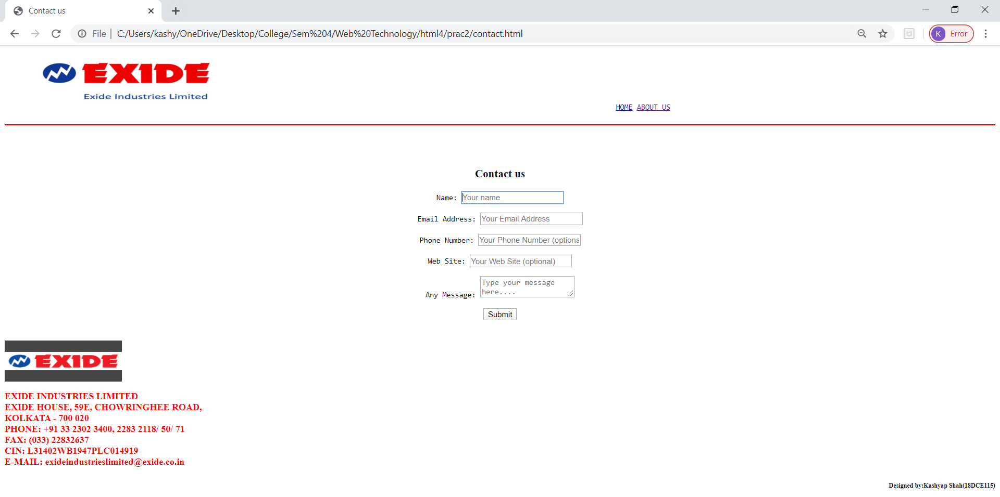 Contact us
File
C:/Users/kashy/OneDrive/Desktop/College/Sem%204/Web%20Technology/html4/prac2/contact.html
K Error
EXIDE
Exide Industries Limited
HOME ABOUT US
Contact us
Name: Your name
Email Address: Your Email Address
Phone Number: Your Phone Number (optiona
Web Site: Your Web Site (optional)
Any Message: Type your message
here....
Submit
EXIDE
EXIDE INDUSTRIES LIMITED
EXIDE HOUSE, 59E, CHOWRINGHEE ROAD,
KOLKATA - 700 020
PHONE: +91 33 2302 3400, 2283 2118/ 50/ 71
FAX: (033) 22832637
CIN: L31402WB1947PLC014919
E-MAIL: exideindustrieslimited@exide.co.in
Designed by:Kashyap Shah(18DCE115)